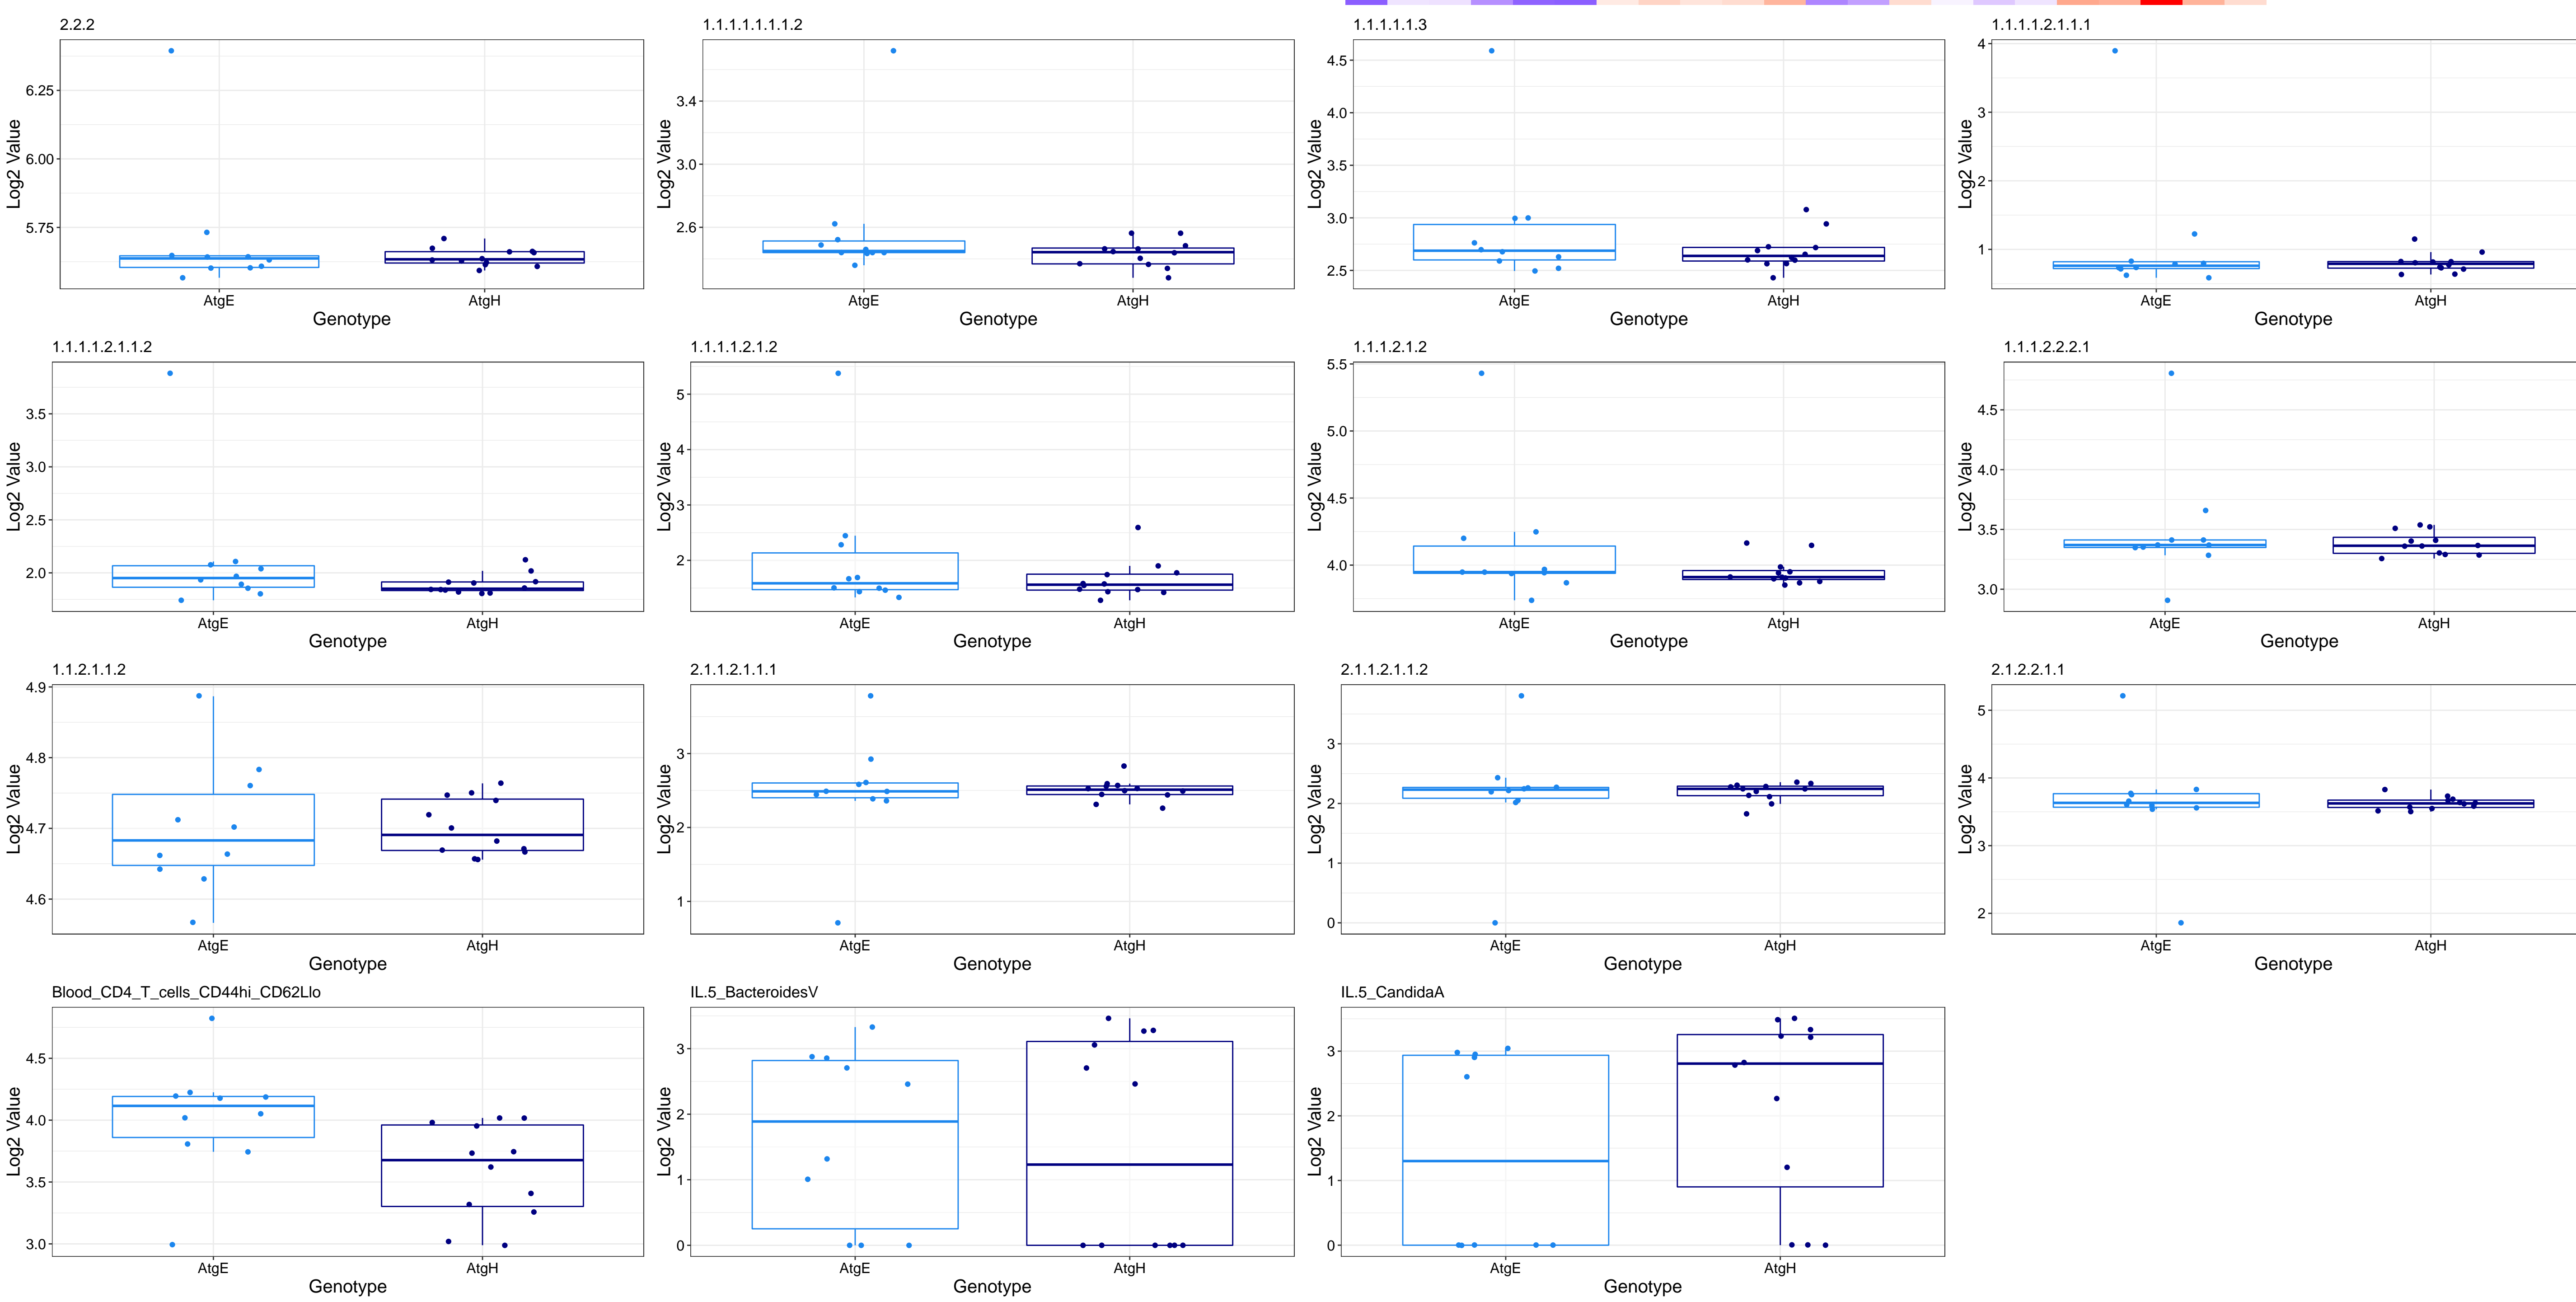 2.2.2
6.25
6.00
5.75
Log2 Value
AtgE
AtgH
Genotype
1.1.1.1.1.1.1.2
3.4
3.0
2.6
Log2 Value
AtgE
AtgH
Genotype
1.1.1.1.1.3
4.5
4.0
3.5
3.0
2.5
Log2 Value
AtgE
AtgH
Genotype
1.1.1.1.2.1.1.1
4
3
2
1
Log2 Value
AtgE
AtgH
Genotype
1.1.1.1.2.1.1.2
3.5
3.0
2.5
2.0
Log2 Value
AtgE
AtgH
Genotype
1.1.1.1.2.1.2
5
4
3
2
Log2 Value
AtgE
AtgH
Genotype
1.1.1.2.1.2
5.5
5.0
4.5
4.0
Log2 Value
AtgE
AtgH
Genotype
1.1.1.2.2.2.1
4.5
4.0
3.5
3.0
Log2 Value
AtgE
AtgH
Genotype
1.1.2.1.1.2
4.9
4.8
4.7
4.6
Log2 Value
AtgE
AtgH
Genotype
2.1.1.2.1.1.1
3
2
1
Log2 Value
AtgE
AtgH
Genotype
2.1.1.2.1.1.2
3
2
1
0
Log2 Value
AtgE
AtgH
Genotype
2.1.2.2.1.1
5
4
3
2
Log2 Value
AtgE
AtgH
Genotype
Blood_CD4_T_cells_CD44hi_CD62Llo
4.5
4.0
3.5
3.0
Log2 Value
AtgE
AtgH
Genotype
IL.5_BacteroidesV
3
2
1
0
Log2 Value
AtgE
AtgH
Genotype
IL.5_CandidaA
3
2
1
0
Log2 Value
AtgE
AtgH
Genotype